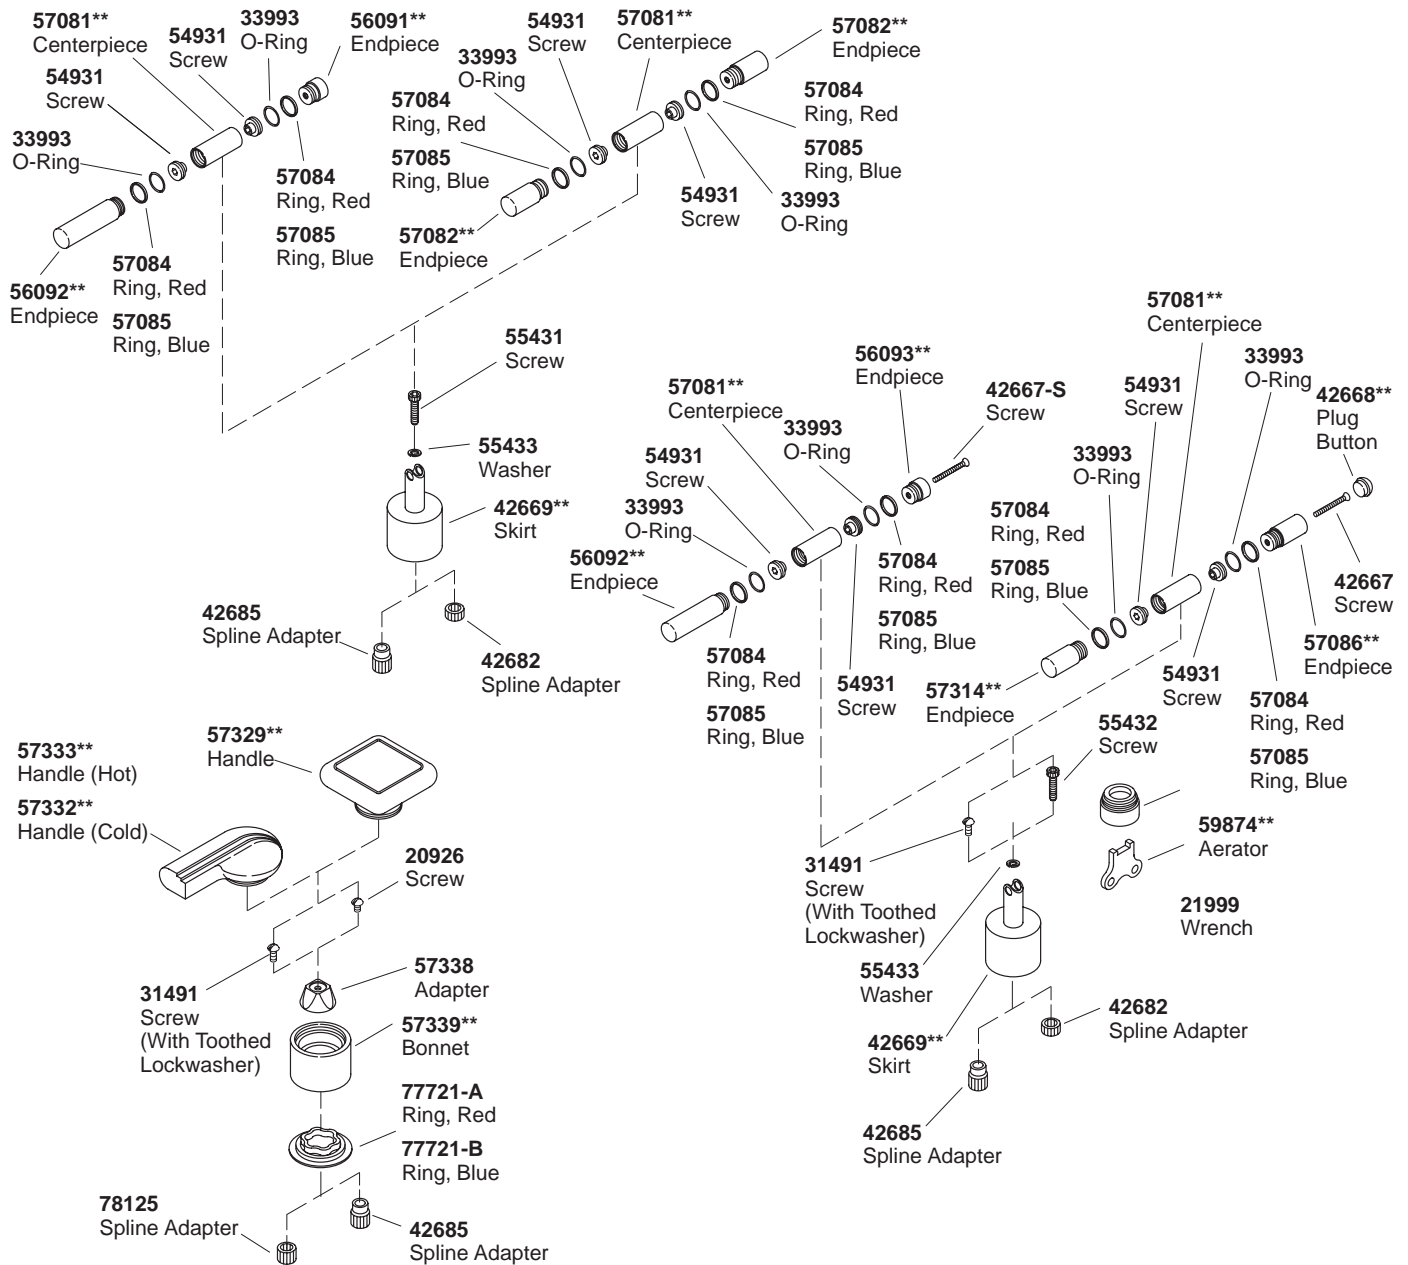 57081**
Centerpiece
54931
Screw
33993
O-Ring
56091**
Endpiece
54931
Screw
33993
O-Ring
57084
Ring, Red
57085
Ring, Blue
56092**
Endpiece
57084
Ring, Red
57085
Ring, Blue
54931
Screw
57081**
Centerpiece
57082**
Endpiece
33993
O-Ring
57084
Ring, Red
57085
Ring, Blue
57084
Ring, Red
57085
Ring, Blue
54931
Screw
33993
O-Ring
57082**
Endpiece
55431
Screw
55433
Washer
42669**
Skirt
42685
Spline Adapter
42682
Spline Adapter
57081**
Centerpiece
56093**
Endpiece
42667-S
Screw
33993
O-Ring
54931
Screw
33993
O-Ring
56092**
Endpiece
57084
Ring, Red
57085
Ring, Blue
57084
Ring, Red
57085
Ring, Blue
54931
Screw
57081**
Centerpiece
33993
O-Ring
42668**
Plug
Button
54931
Screw
33993
O-Ring
57084
Ring, Red
57085
Ring, Blue
42667
Screw
57086**
Endpiece
54931
Screw
57314**
Endpiece
57084
Ring, Red
57085
Ring, Blue
55432
Screw
59874**
Aerator
21999
Wrench
31491
Screw
(With Toothed
Lockwasher)
55433
Washer
42669**
Skirt
42682
Spline Adapter
42685
Spline Adapter
57333**
Handle (Hot)
57332**
Handle (Cold)
57329**
Handle
20926
Screw
31491
Screw
(With Toothed
Lockwasher)
57338
Adapter
57339**
Bonnet
77721-A
Ring, Red
77721-B
Ring, Blue
78125
Spline Adapter
42685
Spline Adapter